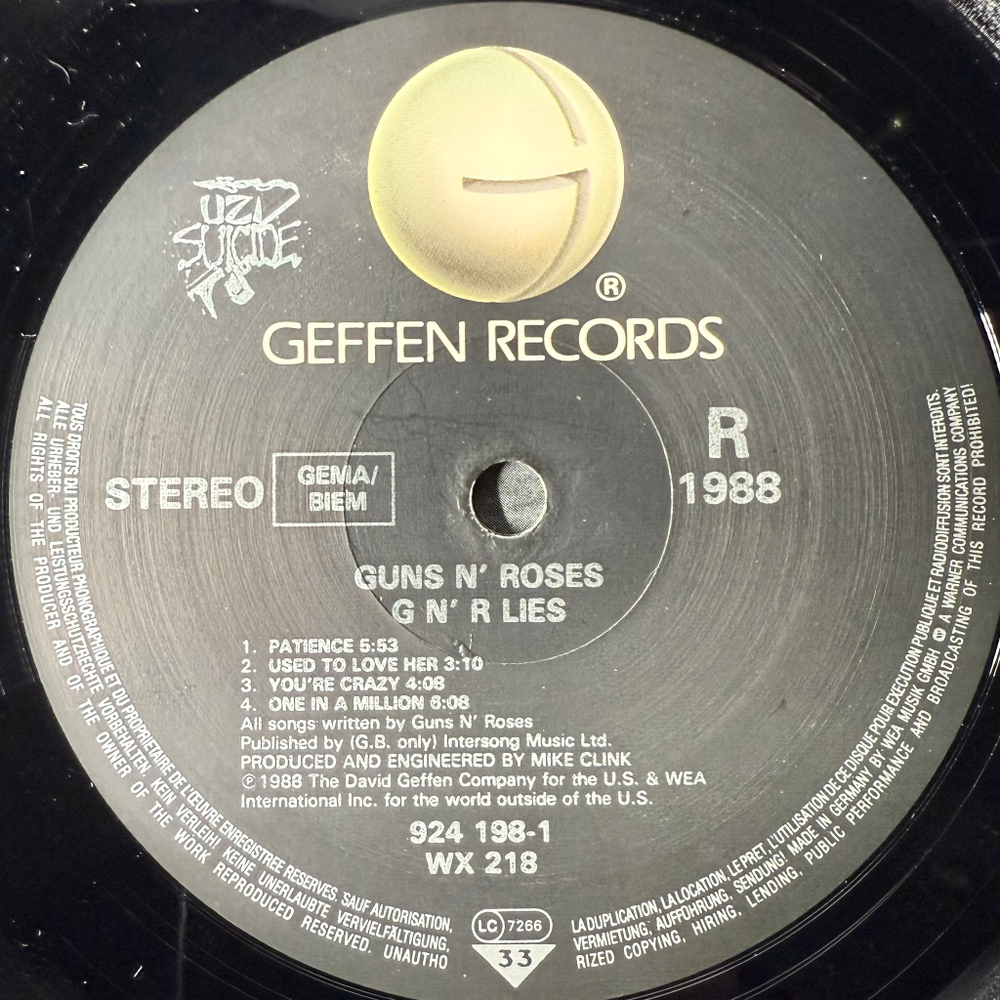 UZI
SUICIDE
®
GEFFEN RECORDS
STEREO
GEMA/
BIEM
R
1988
GUNS N' ROSES
G N' R LIES
1. PATIENCE 5:53
2. USED TO LOVE HER 3:10
3. YOU'RE CRAZY 4:08
4. ONE IN A MILLION 6:08
All songs written by Guns N' Roses
Published by (G.B. only) Intersong Music Ltd.
PRODUCED AND ENGINEERED BY MIKE CLINK
℗ 1988 The David Geffen Company for the U.S. & WEA
International Inc. for the world outside of the U.S.
924 198-1
WX 218
LC 7266
33
TOUS DROITS DU PRODUCTEUR PHONOGRAPHIQUE ET DU PROPRIETAIRE DE L'ŒUVRE ENREGISTREE RESERVES. SAUF AUTORISATION, LA DUPLICATION, LA LOCATION, LE PRET, L'UTILISATION DE CE DISQUE POUR EXECUTION PUBLIQUE ET RADIODIFFUSION SONT INTERDITS.
ALLE URHEBER- UND LEISTUNGSSCHUTZRECHTE VORBEHALTEN. KEIN VERLEIH! KEINE UNERLAUBTE VERVIELFÄLTIGUNG, VERMIETUNG, AUFFÜHRUNG, SENDUNG! MADE IN GERMANY BY WEA MUSIK GMBH A WARNER COMMUNICATIONS COMPANY
ALL RIGHTS OF THE PRODUCER AND OF THE OWNER OF THE WORK REPRODUCED RESERVED. UNAUTHORIZED COPYING, HIRING, LENDING, PUBLIC PERFORMANCE AND BROADCASTING OF THIS RECORD PROHIBITED!